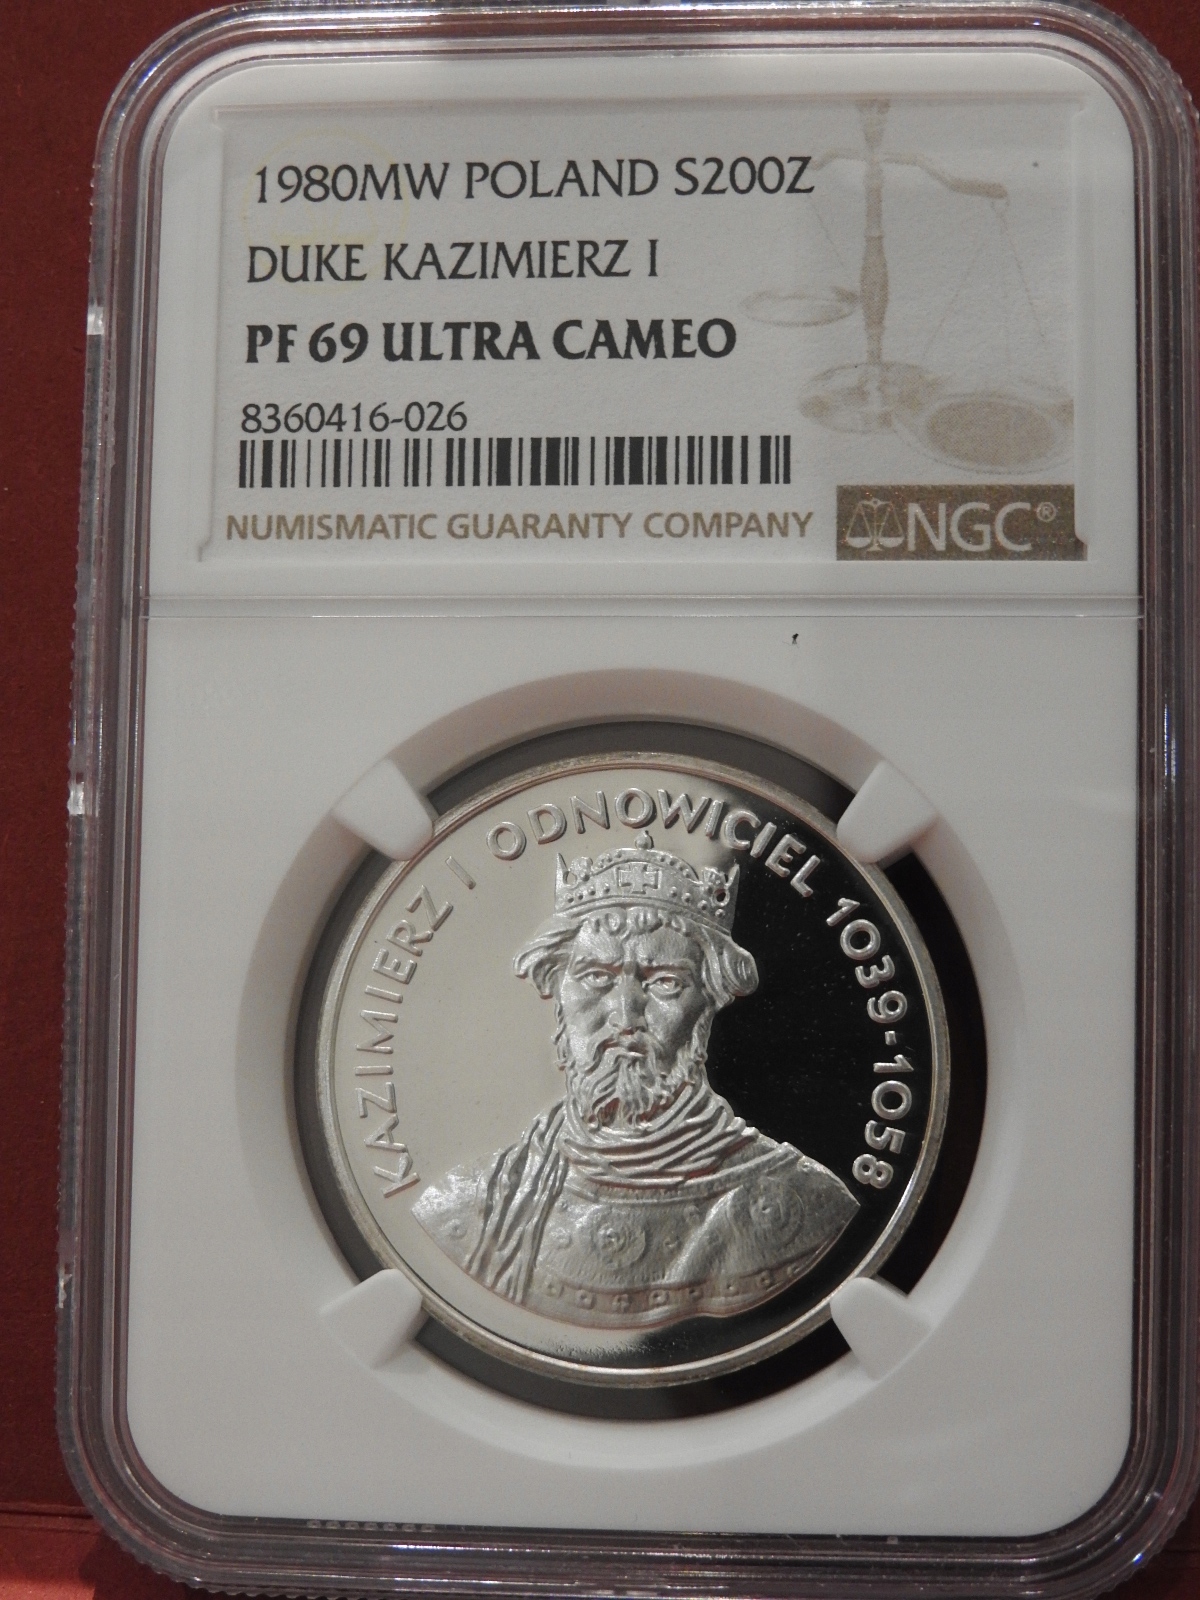 1980MW POLAND S200Z
DUKE KAZIMIERZ I
PF 69 ULTRA CAMEO
8360416-026
NUMISMATIC GUARANTY COMPANY
NGC®
KAZIMIERZ I ODNOWICIEL 1039-1058